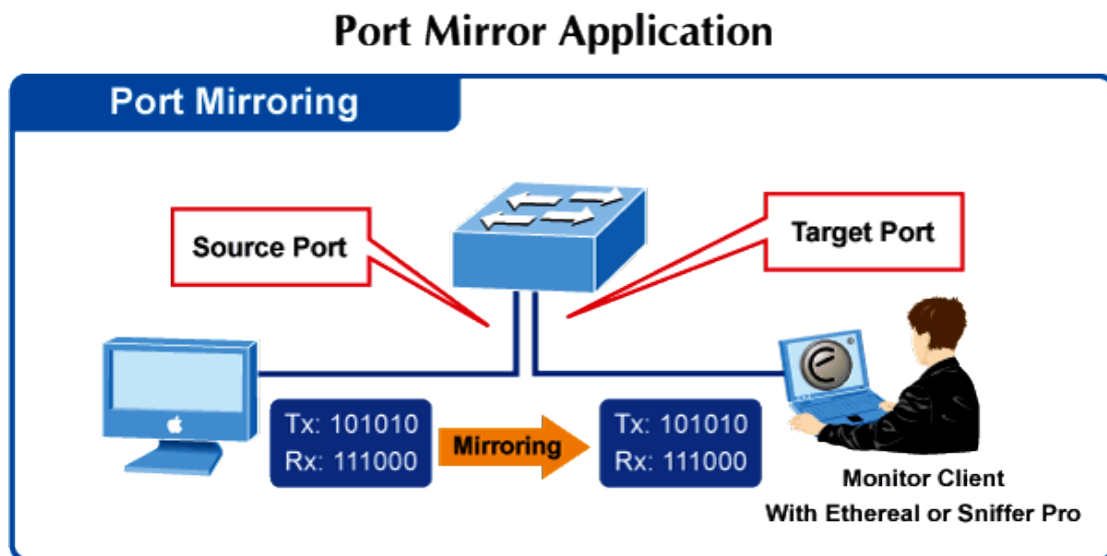 Port Mirror Application
Port Mirroring
Source Port
Target Port
Tx: 101010
Rx: 111000
Mirroring
Tx: 101010
Rx: 111000
Monitor Client
With Ethereal or Sniffer Pro